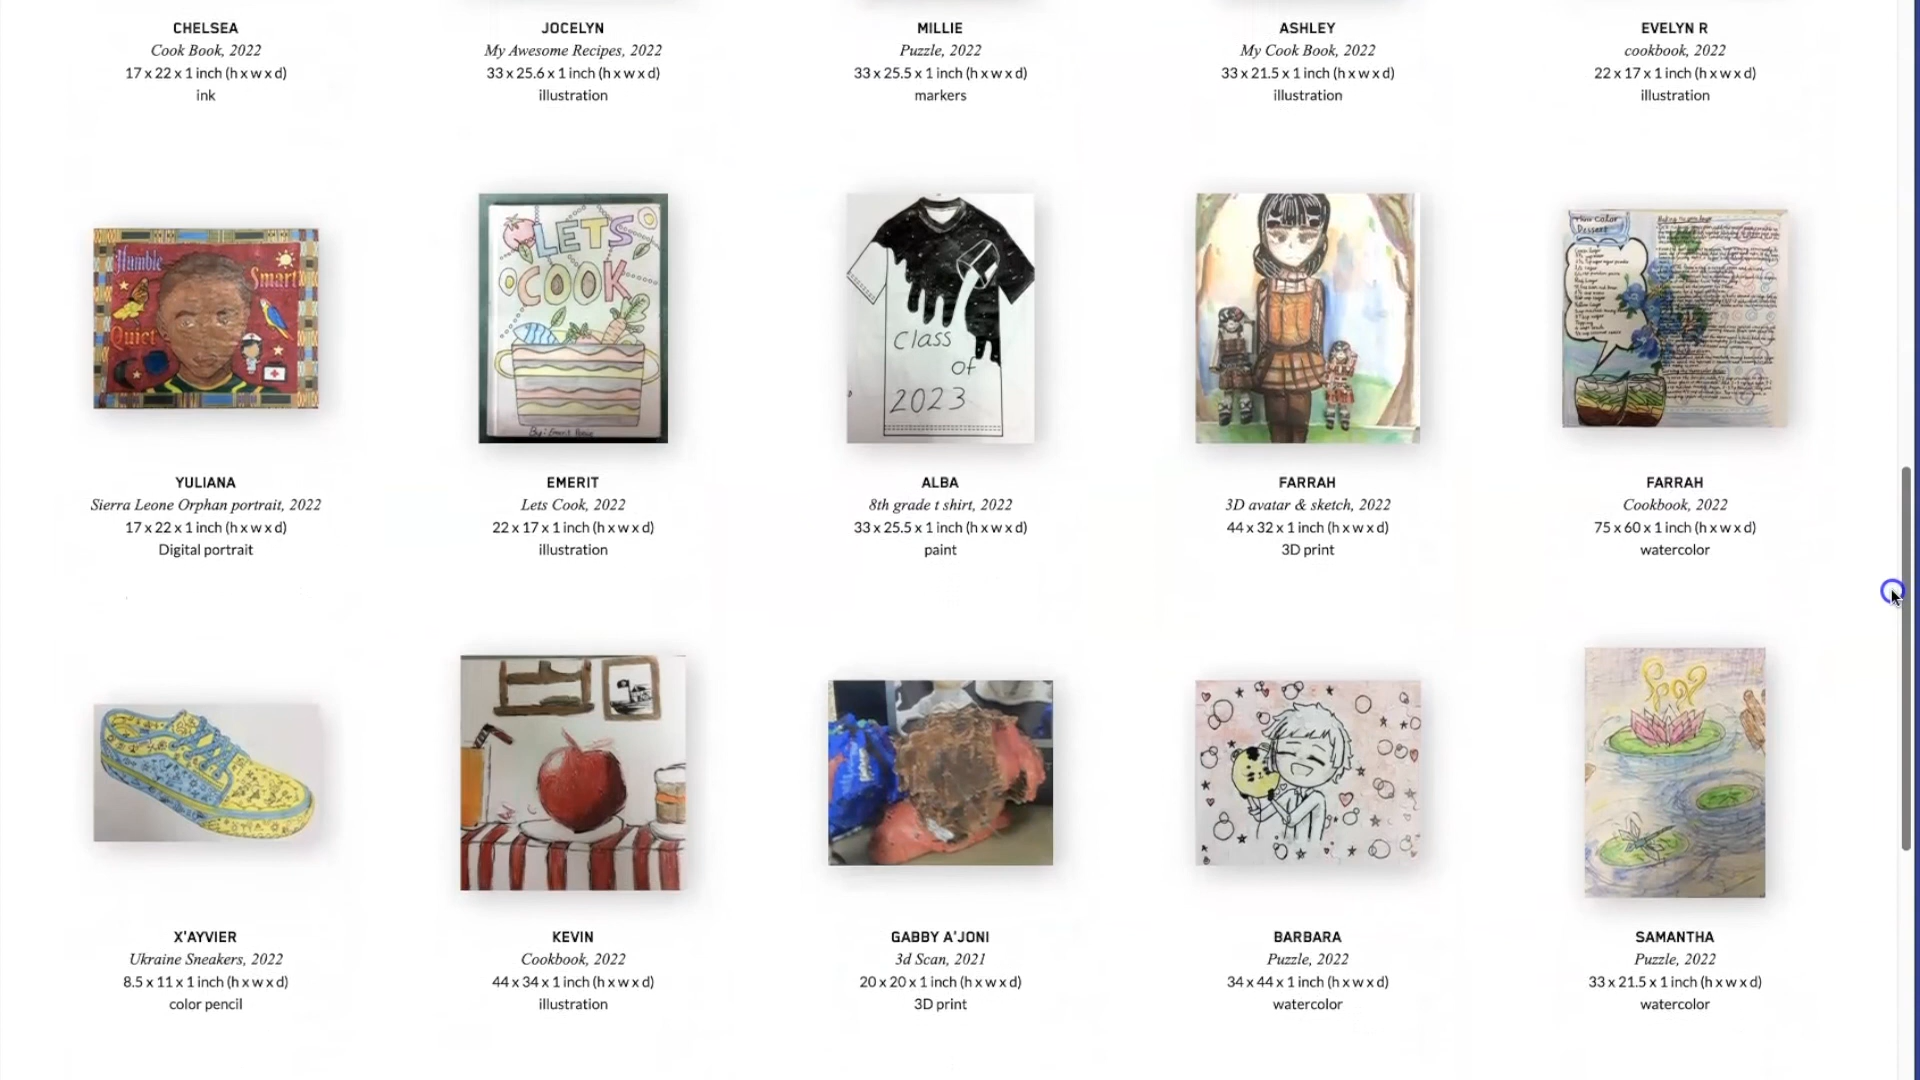 CHELSEA
Cook Book, 2022
17 x 22 x 1 inch (h x w x d)
ink
JOCELYN
My Awesome Recipes, 2022
33 x 25.6 x 1 inch (h x w x d)
illustration
MILLIE
Puzzle, 2022
33 x 25.5 x 1 inch (h x w x d)
markers
ASHLEY
My Cook Book, 2022
33 x 21.5 x 1 inch (h x w x d)
illustration
EVELYN R
cookbook, 2022
22 x 17 x 1 inch (h x w x d)
illustration
Humble
Smart
Quiet
LETS
COOK
Class
of
2023
Dessert
YULIANA
Sierra Leone Orphan portrait, 2022
17 x 22 x 1 inch (h x w x d)
Digital portrait
EMERIT
Lets Cook, 2022
22 x 17 x 1 inch (h x w x d)
illustration
ALBA
8th grade t shirt, 2022
33 x 25.5 x 1 inch (h x w x d)
paint
FARRAH
3D avatar & sketch, 2022
44 x 32 x 1 inch (h x w x d)
3D print
FARRAH
Cookbook, 2022
75 x 60 x 1 inch (h x w x d)
watercolor
X'AYVIER
Ukraine Sneakers, 2022
8.5 x 11 x 1 inch (h x w x d)
color pencil
KEVIN
Cookbook, 2022
44 x 34 x 1 inch (h x w x d)
illustration
GABBY A'JONI
3d Scan, 2021
20 x 20 x 1 inch (h x w x d)
3D print
BARBARA
Puzzle, 2022
34 x 44 x 1 inch (h x w x d)
watercolor
SAMANTHA
Puzzle, 2022
33 x 21.5 x 1 inch (h x w x d)
watercolor